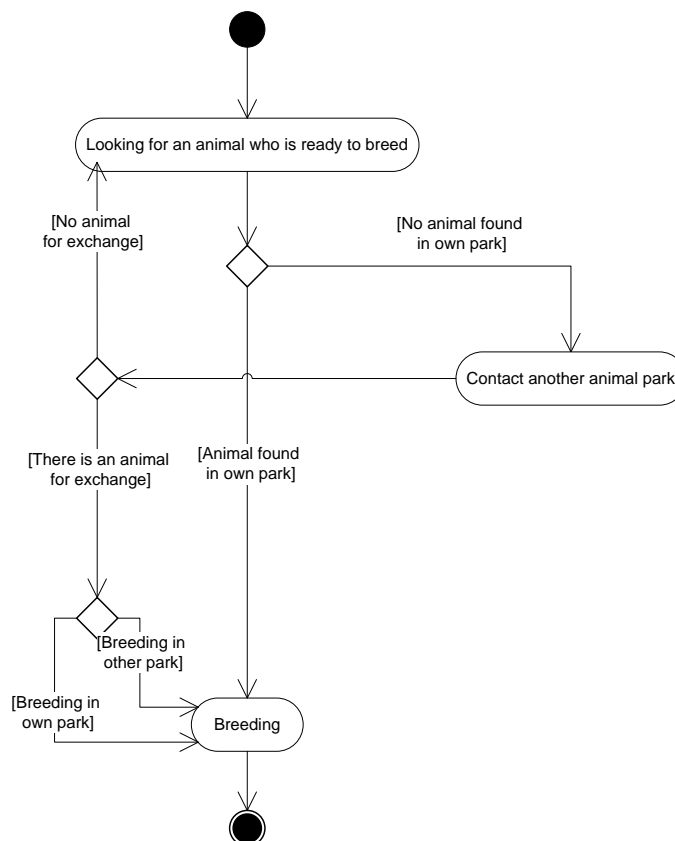 Looking for an animal who is ready to breed
[No animal
for exchange]
[No animal found
in own park]
Contact another animal park
[There is an animal
for exchange]
[Animal found
in own park]
[Breeding in
other park]
[Breeding in
own park]
Breeding